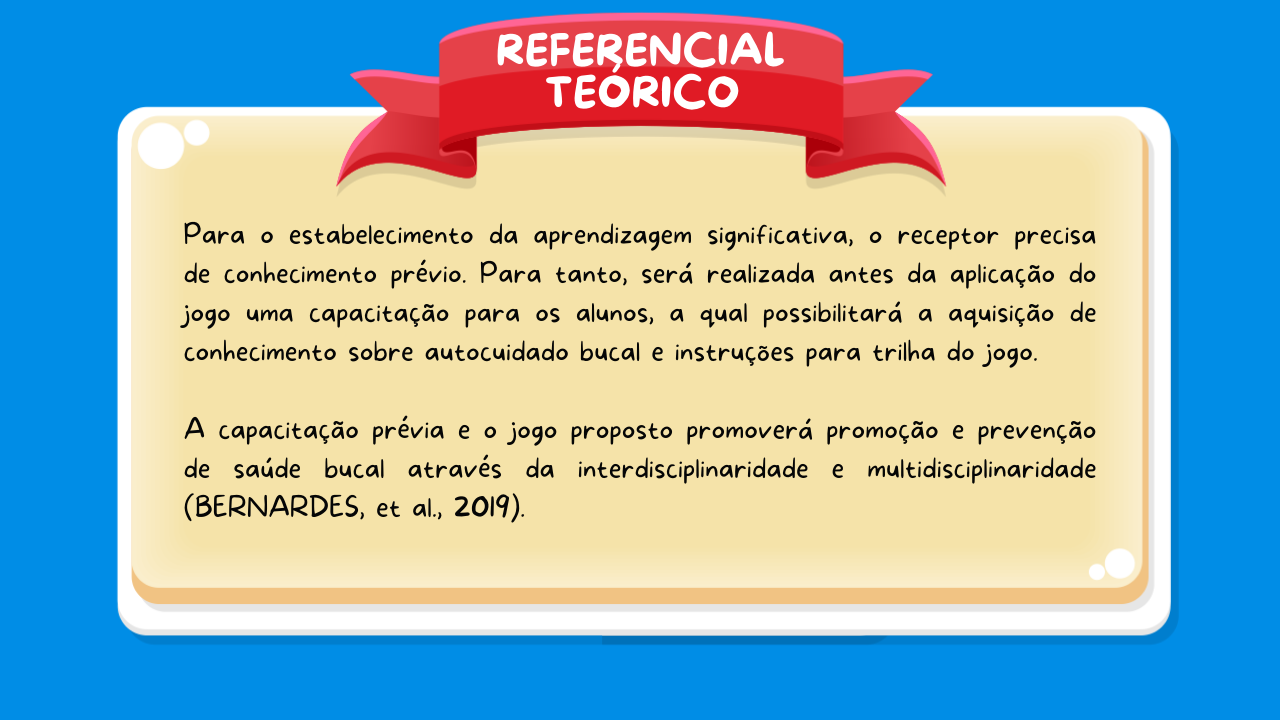 REFERENCIAL
TEÓRICO
Para o estabelecimento da aprendizagem significativa, o receptor precisa
de conhecimento prévio. Para tanto, será realizada antes da aplicação do
jogo uma capacitação para os alunos, a qual possibilitará a aquisição de
conhecimento sobre autocuidado bucal e instruções para trilha do jogo.
A capacitação prévia e o jogo proposto promoverá promoção e prevenção
de saúde bucal através da interdisciplinaridade e multidisciplinaridade
(BERNARDES, et al., 2019).